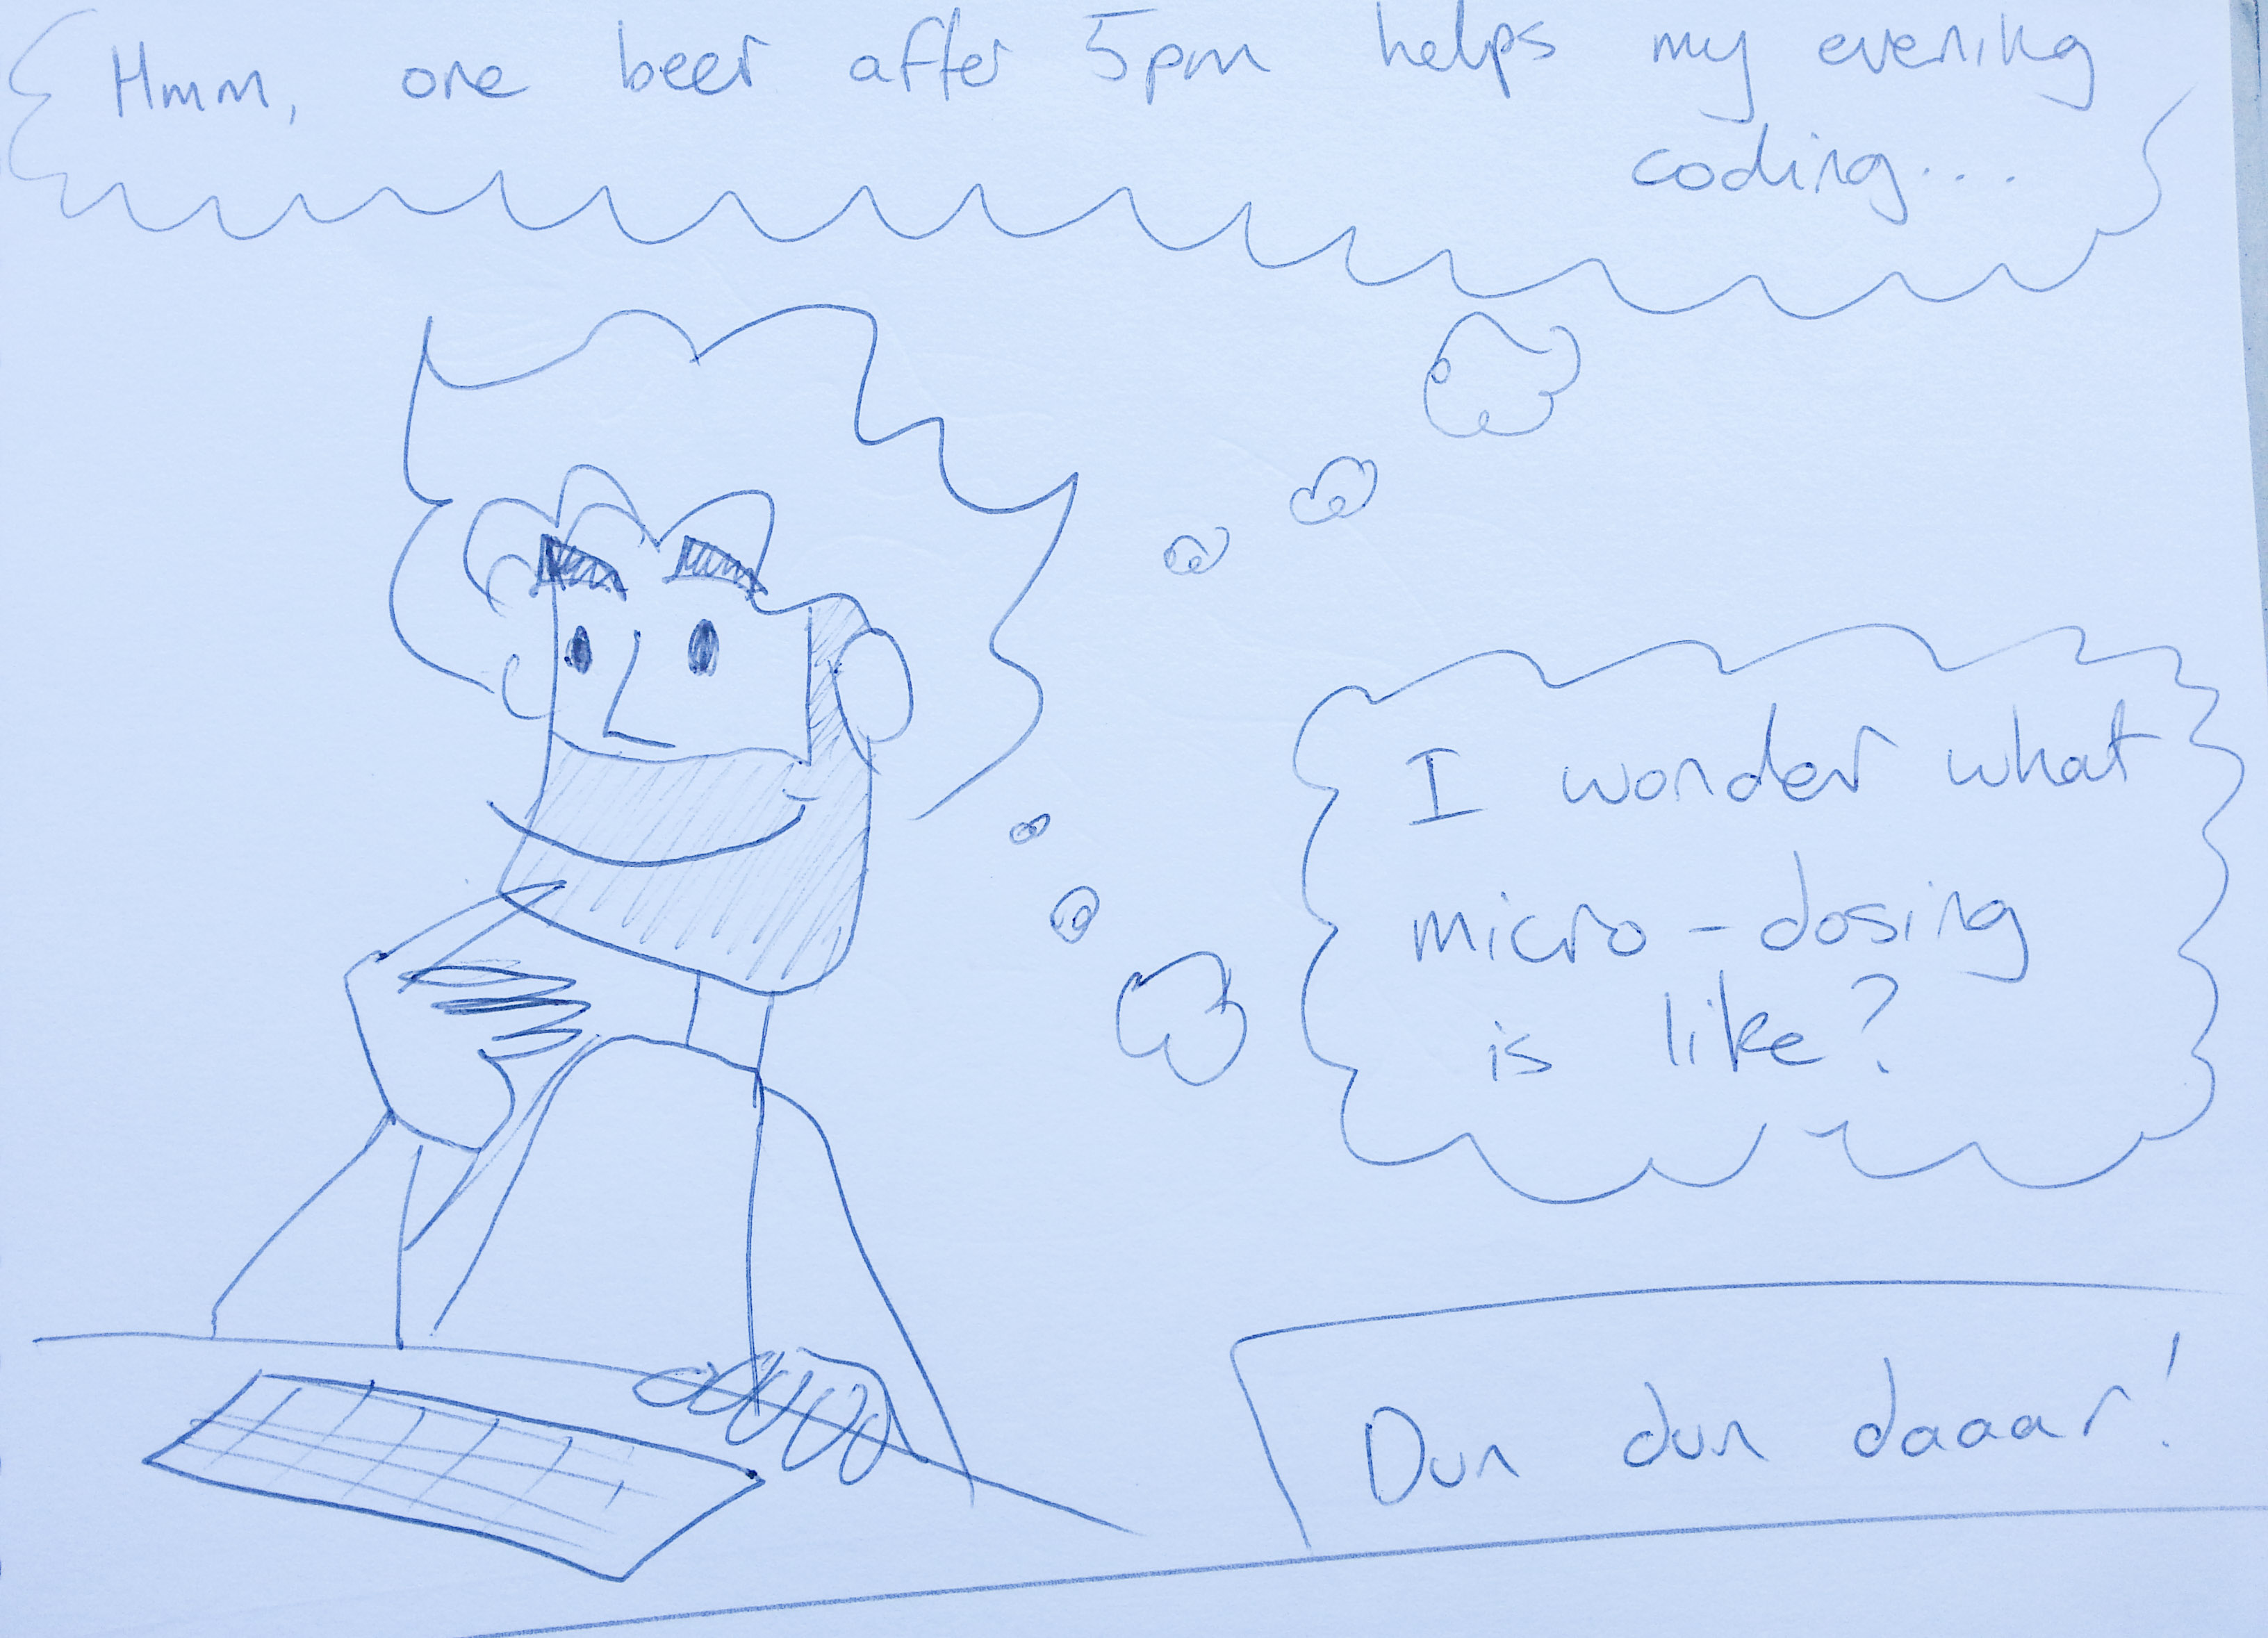 Hmm, one beer after 5pm helps my evening
coding...
I wonder what
micro-dosing
is like?
Dun dun daaar!